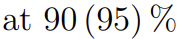 at 90 (95) %